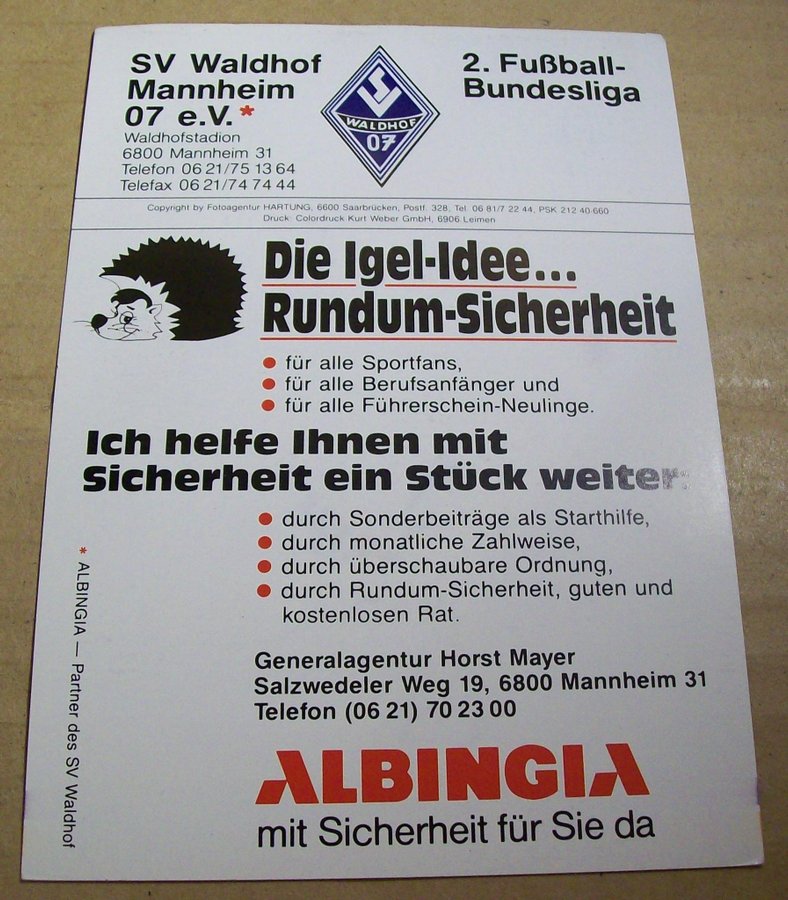 SV Waldhof
Mannheim
07 e.V.*
Waldhofstadion
6800 Mannheim 31
Telefon 06 21/75 13 64
Telefax 06 21/74 74 44
SV
WALDHOF
07
2. Fußball-
Bundesliga
Copyright by Fotoagentur HARTUNG, 6600 Saarbrücken, Postf. 328, Tel. 06 81/7 22 44, PSK 212 40-660
Druck: Colordruck Kurt Weber GmbH, 6906 Leimen
Die Igel-Idee...
Rundum-Sicherheit
● für alle Sportfans,
● für alle Berufsanfänger und
● für alle Führerschein-Neulinge.
Ich helfe Ihnen mit
Sicherheit ein Stück weiter:
● durch Sonderbeiträge als Starthilfe,
● durch monatliche Zahlweise,
● durch überschaubare Ordnung,
● durch Rundum-Sicherheit, guten und
kostenlosen Rat.
* ALBINGIA — Partner des SV Waldhof
Generalagentur Horst Mayer
Salzwedeler Weg 19, 6800 Mannheim 31
Telefon (06 21) 70 23 00
ALBINGIA
mit Sicherheit für Sie da